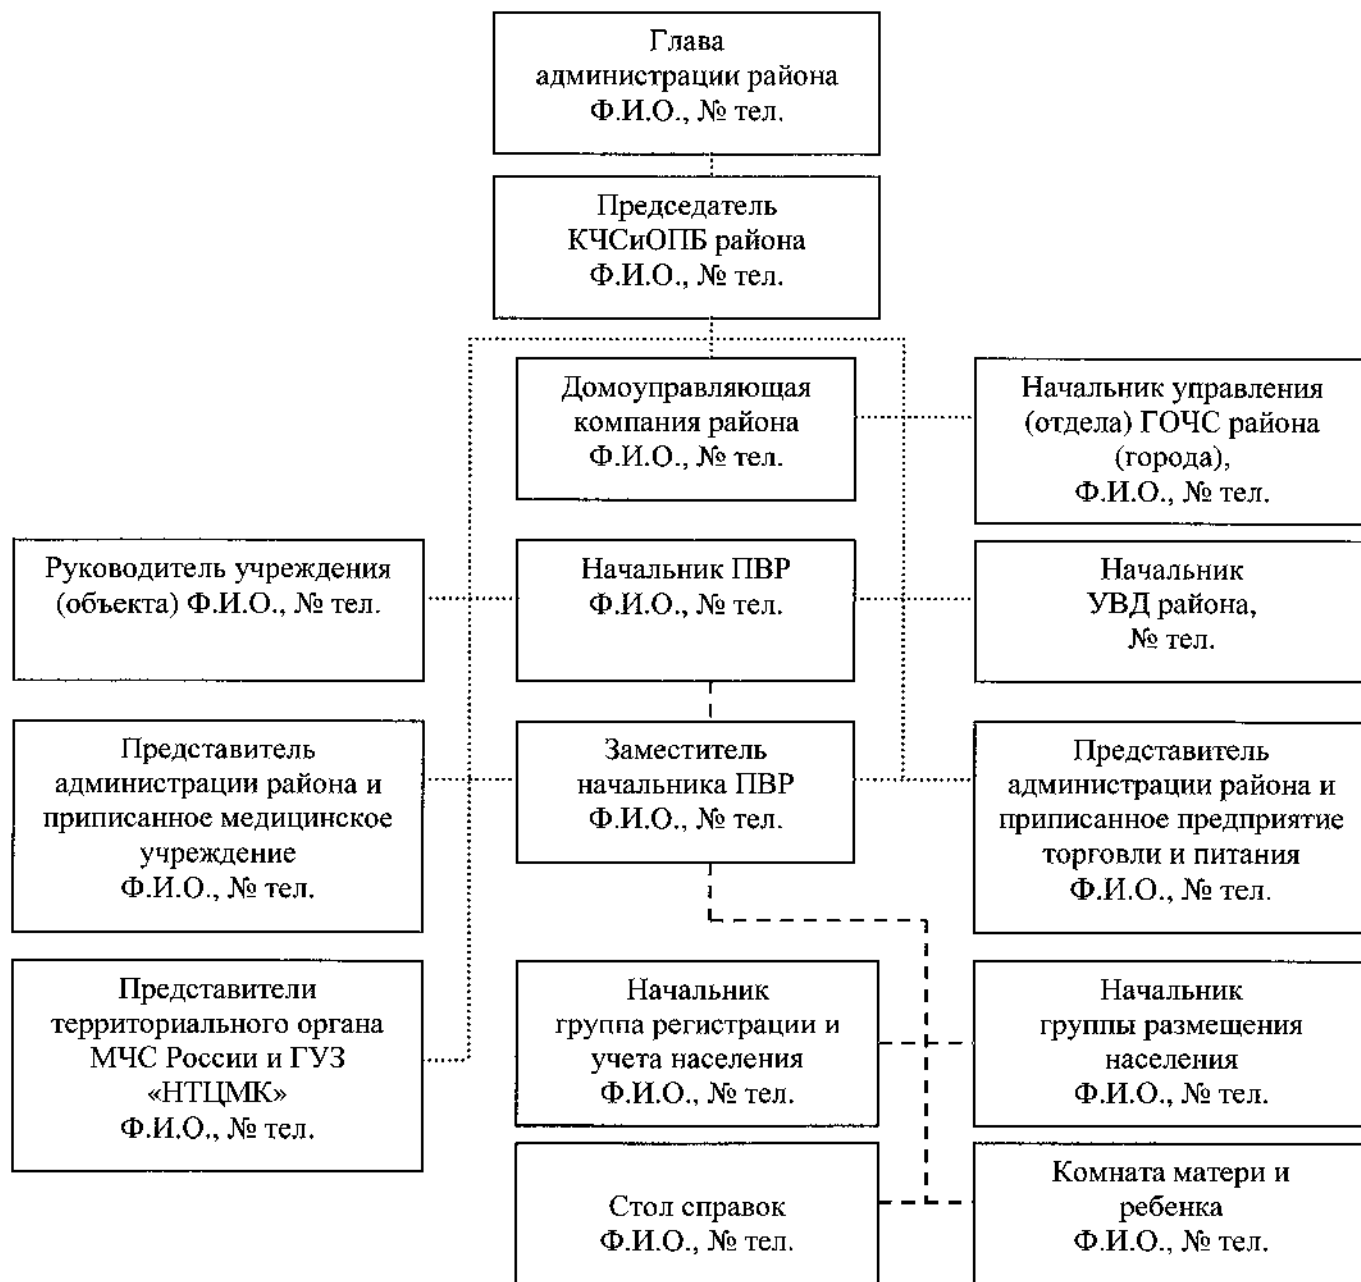 Глава
администрации района
Ф.И.О., № тел.
Председатель
КЧСиОПБ района
Ф.И.О., № тел.
Домоуправляющая
компания района
Ф.И.О., № тел.
Начальник управления
(отдела) ГОЧС района
(города),
Ф.И.О., № тел.
Руководитель учреждения
(объекта) Ф.И.О., № тел.
Начальник ПВР
Ф.И.О., № тел.
Начальник
УВД района,
№ тел.
Представитель
администрации района и
приписанное медицинское
учреждение
Ф.И.О., № тел.
Заместитель
начальника ПВР
Ф.И.О., № тел.
Представитель
администрации района и
приписанное предприятие
торговли и питания
Ф.И.О., № тел.
Представители
территориального органа
МЧС России и ГУЗ
«НТЦМК»
Ф.И.О., № тел.
Начальник
группа регистрации и
учета населения
Ф.И.О., № тел.
Начальник
группы размещения
населения
Ф.И.О., № тел.
Стол справок
Ф.И.О., № тел.
Комната матери и
ребенка
Ф.И.О., № тел.